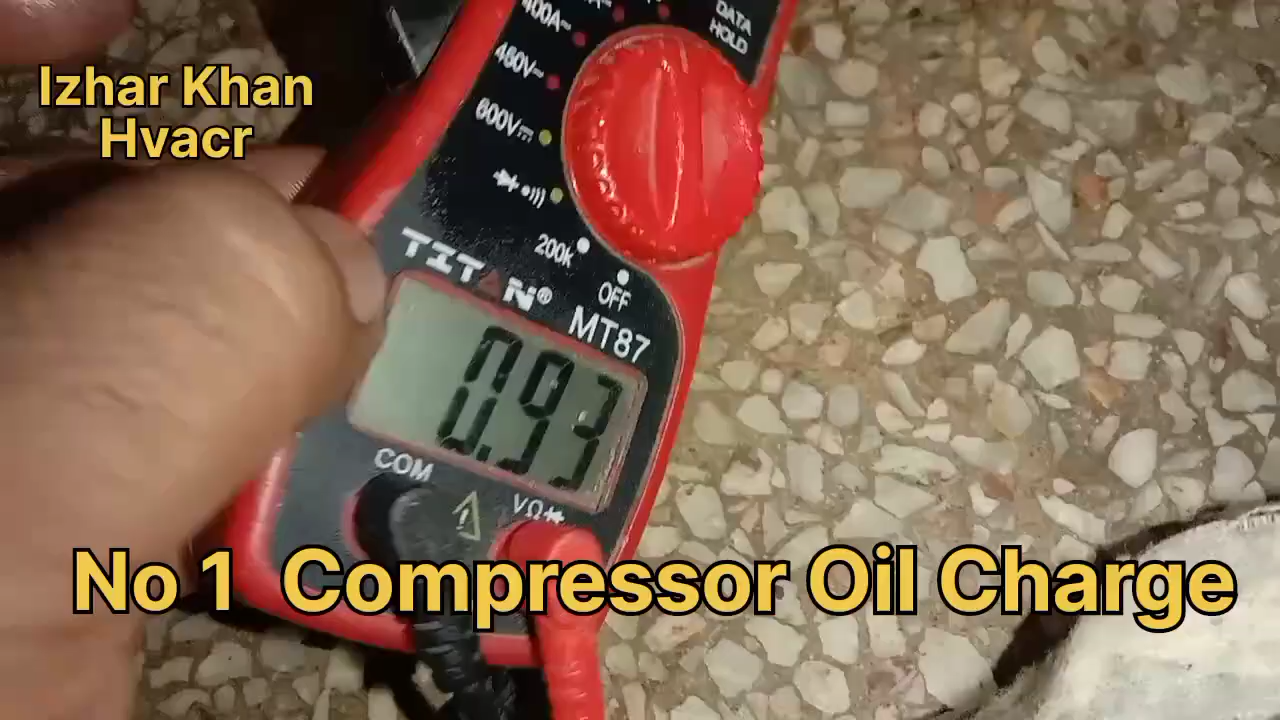 Izhar Khan
Hvacr
DATA
HOLD
400A~
450V~
600V
200k
OFF
TITAN®
MT87
0.93
COM
VΩ
No 1 Compressor Oil Charge